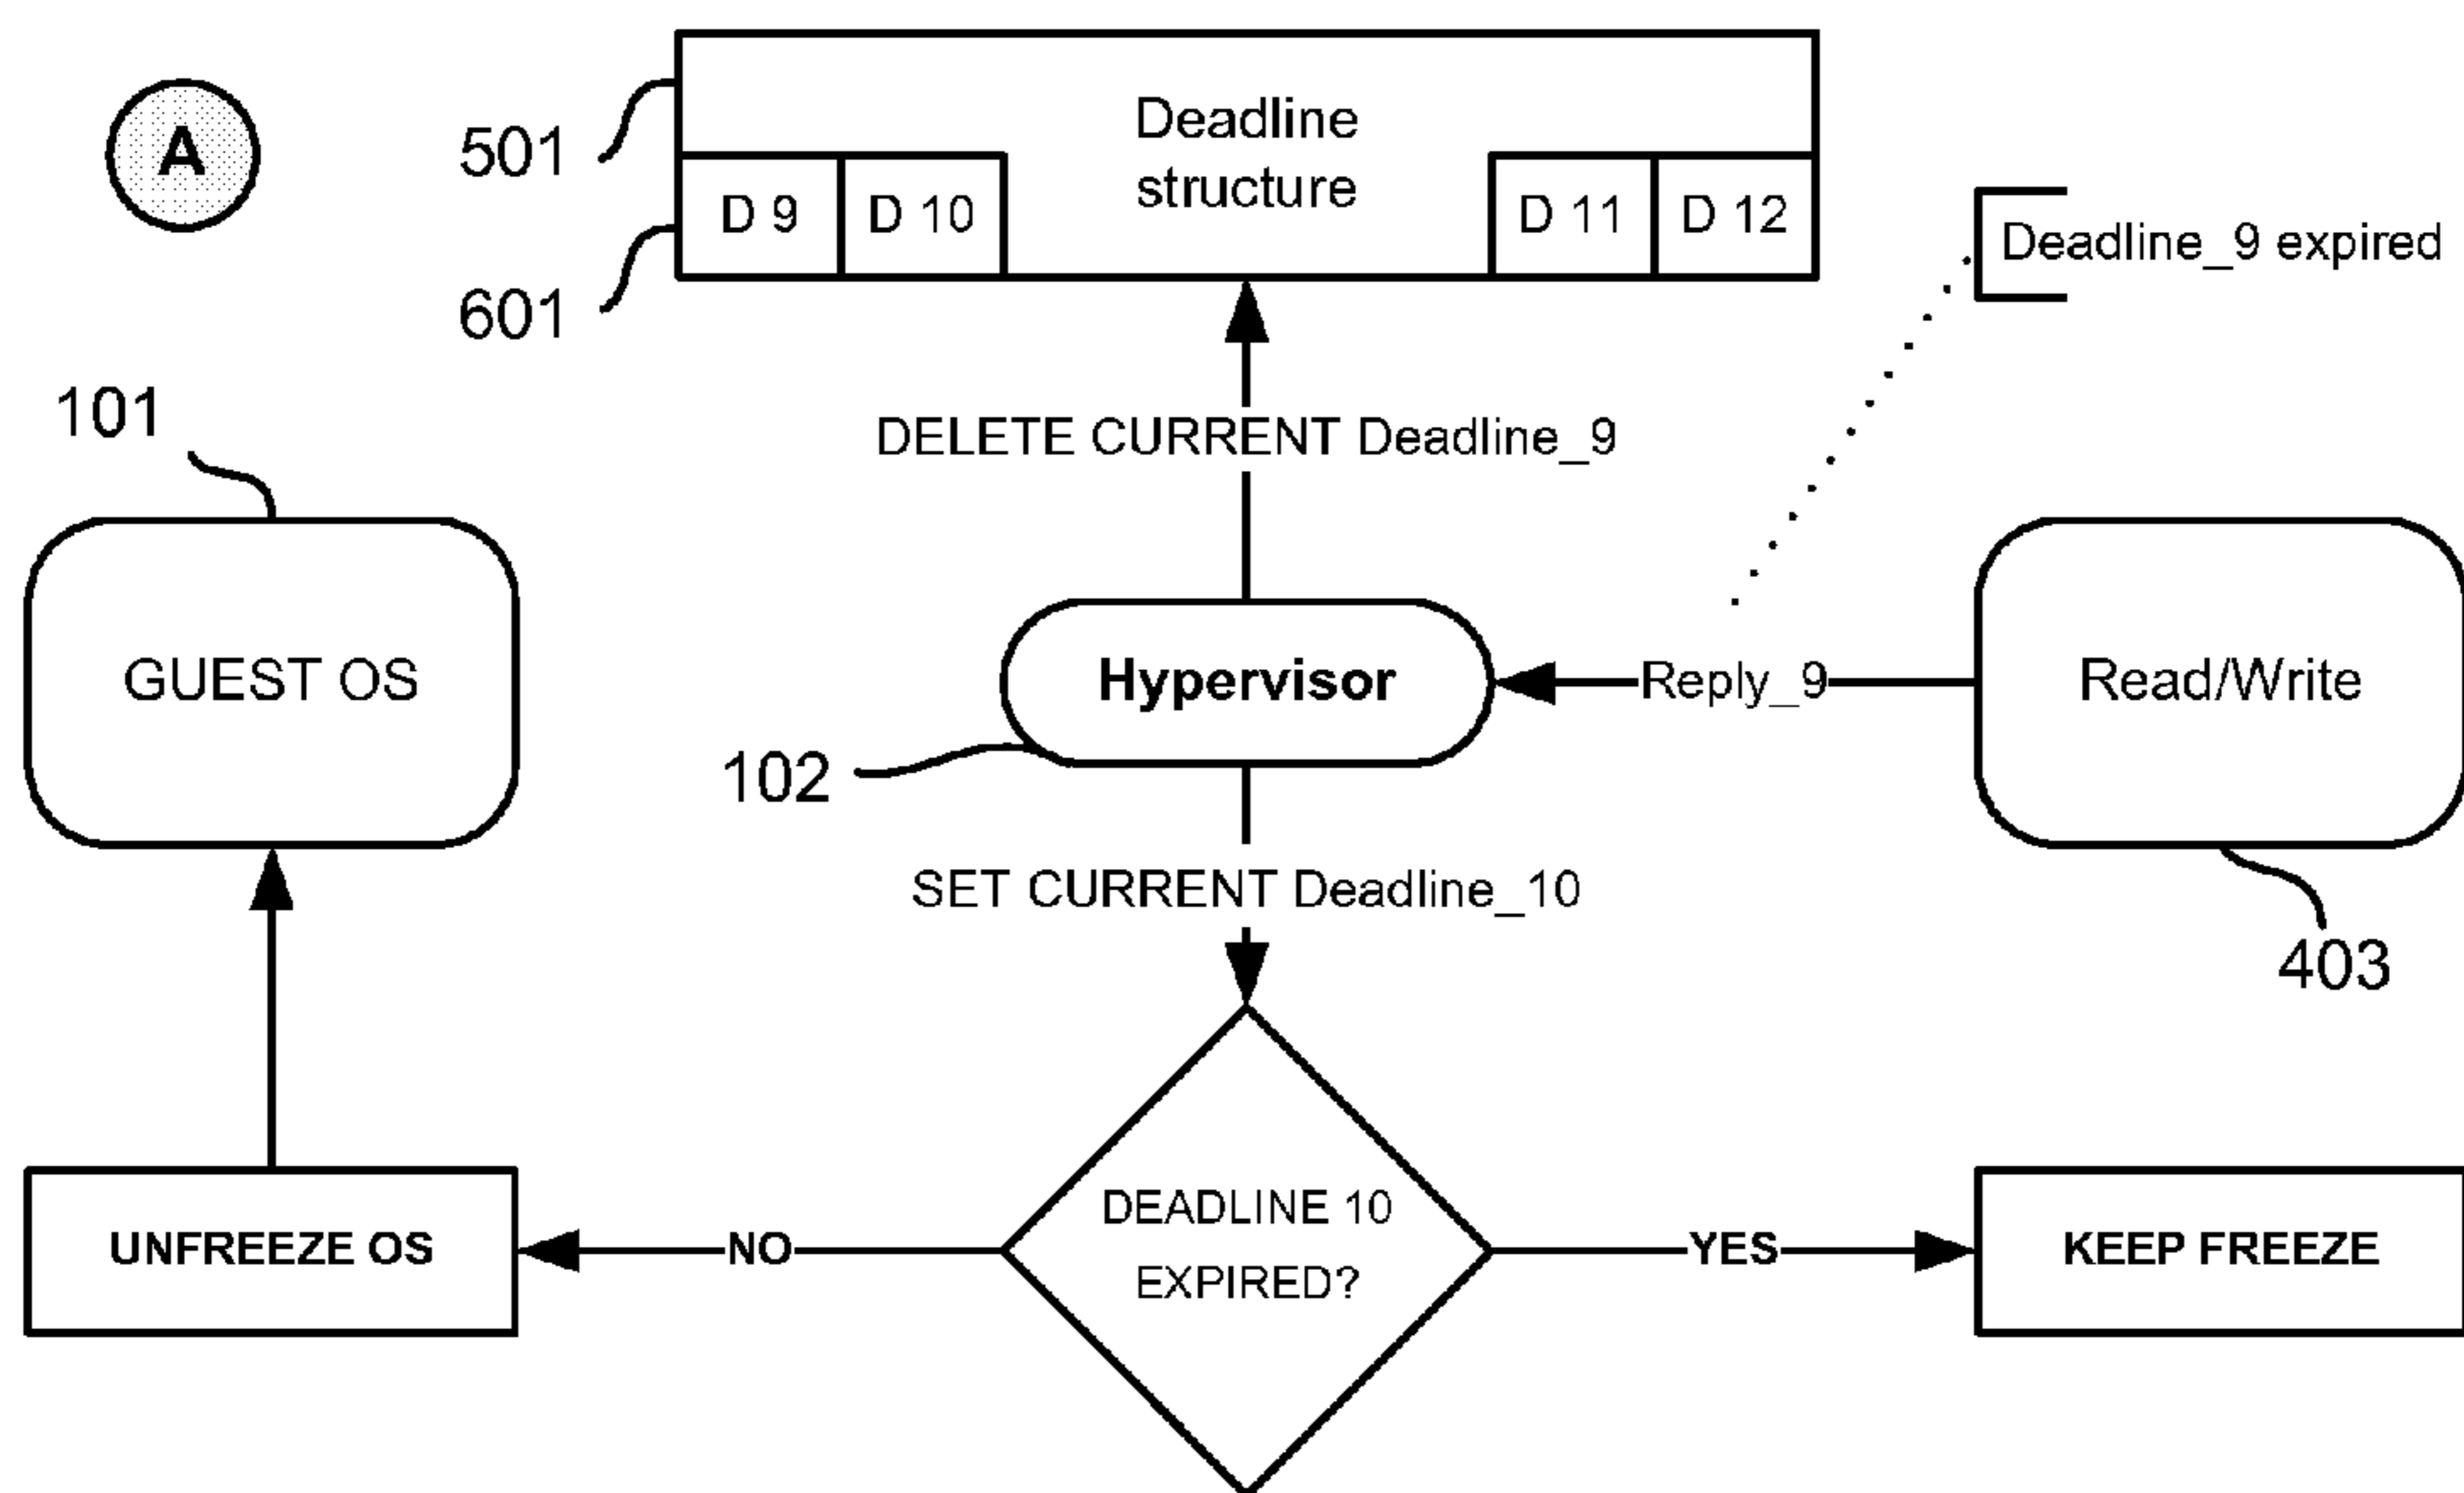 A
501
Deadline
structure
D 9
D 10
D 11
D 12
601
Deadline_9 expired
101
DELETE CURRENT Deadline_9
GUEST OS
Hypervisor
Reply_9
Read/Write
102
SET CURRENT Deadline_10
403
DEADLINE 10
EXPIRED?
UNFREEZE OS
NO
YES
KEEP FREEZE